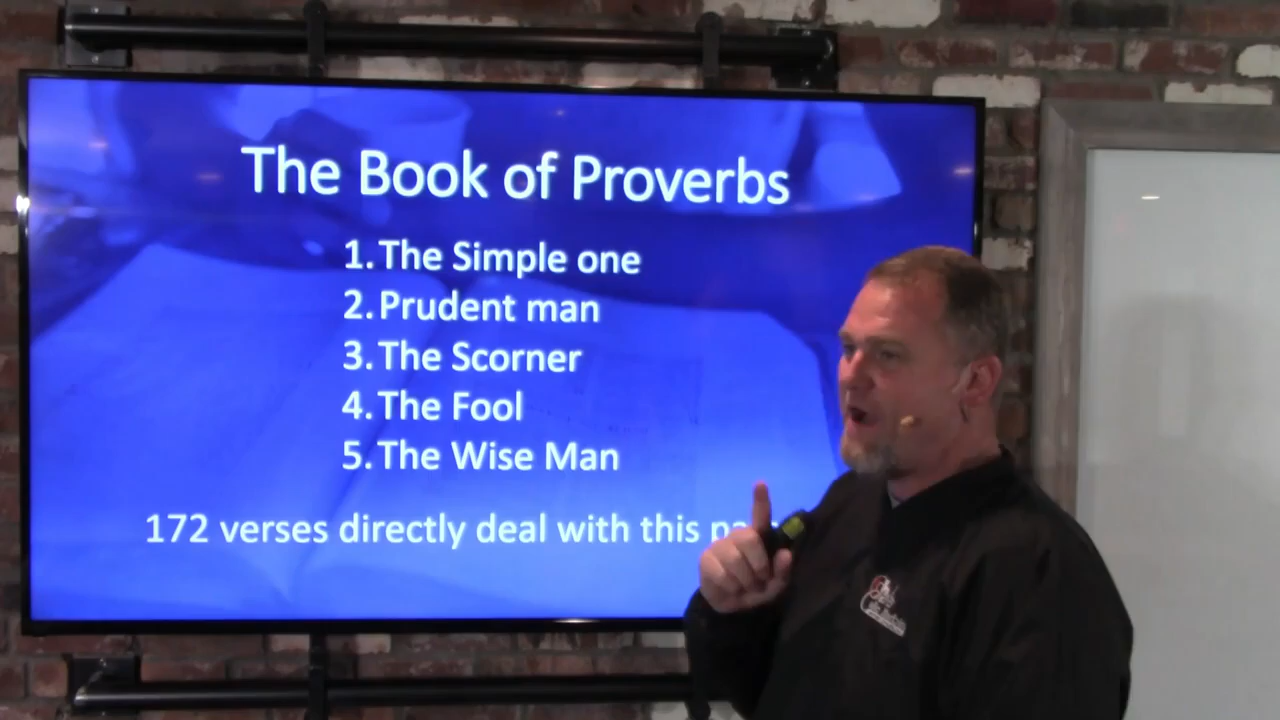 The Book of Proverbs
1. The Simple one
2. Prudent man
3. The Scorner
4. The Fool
5. The Wise Man
172 verses directly deal with this